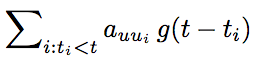 ∑_{i:t_i<t} a_{uu_i} g(t − t_i)